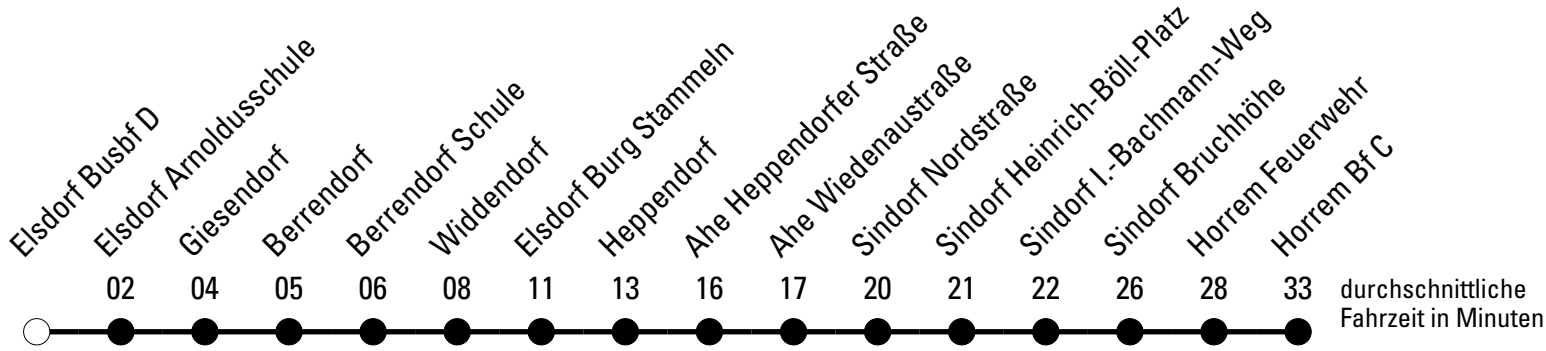 Elsdorf Busbf D
Elsdorf Arnoldusschule
Giesendorf
Berrendorf
Berrendorf Schule
Widdendorf
Elsdorf Burg Stammeln
Heppendorf
Ahe Heppendorfer Straße
Ahe Wiedenaustraße
Sindorf Nordstraße
Sindorf Heinrich-Böll-Platz
Sindorf I.-Bachmann-Weg
Sindorf Bruchhöhe
Horrem Feuerwehr
Horrem Bf C
02 04 05 06 08 11 13 16 17 20 21 22 26 28 33
durchschnittliche
Fahrzeit in Minuten